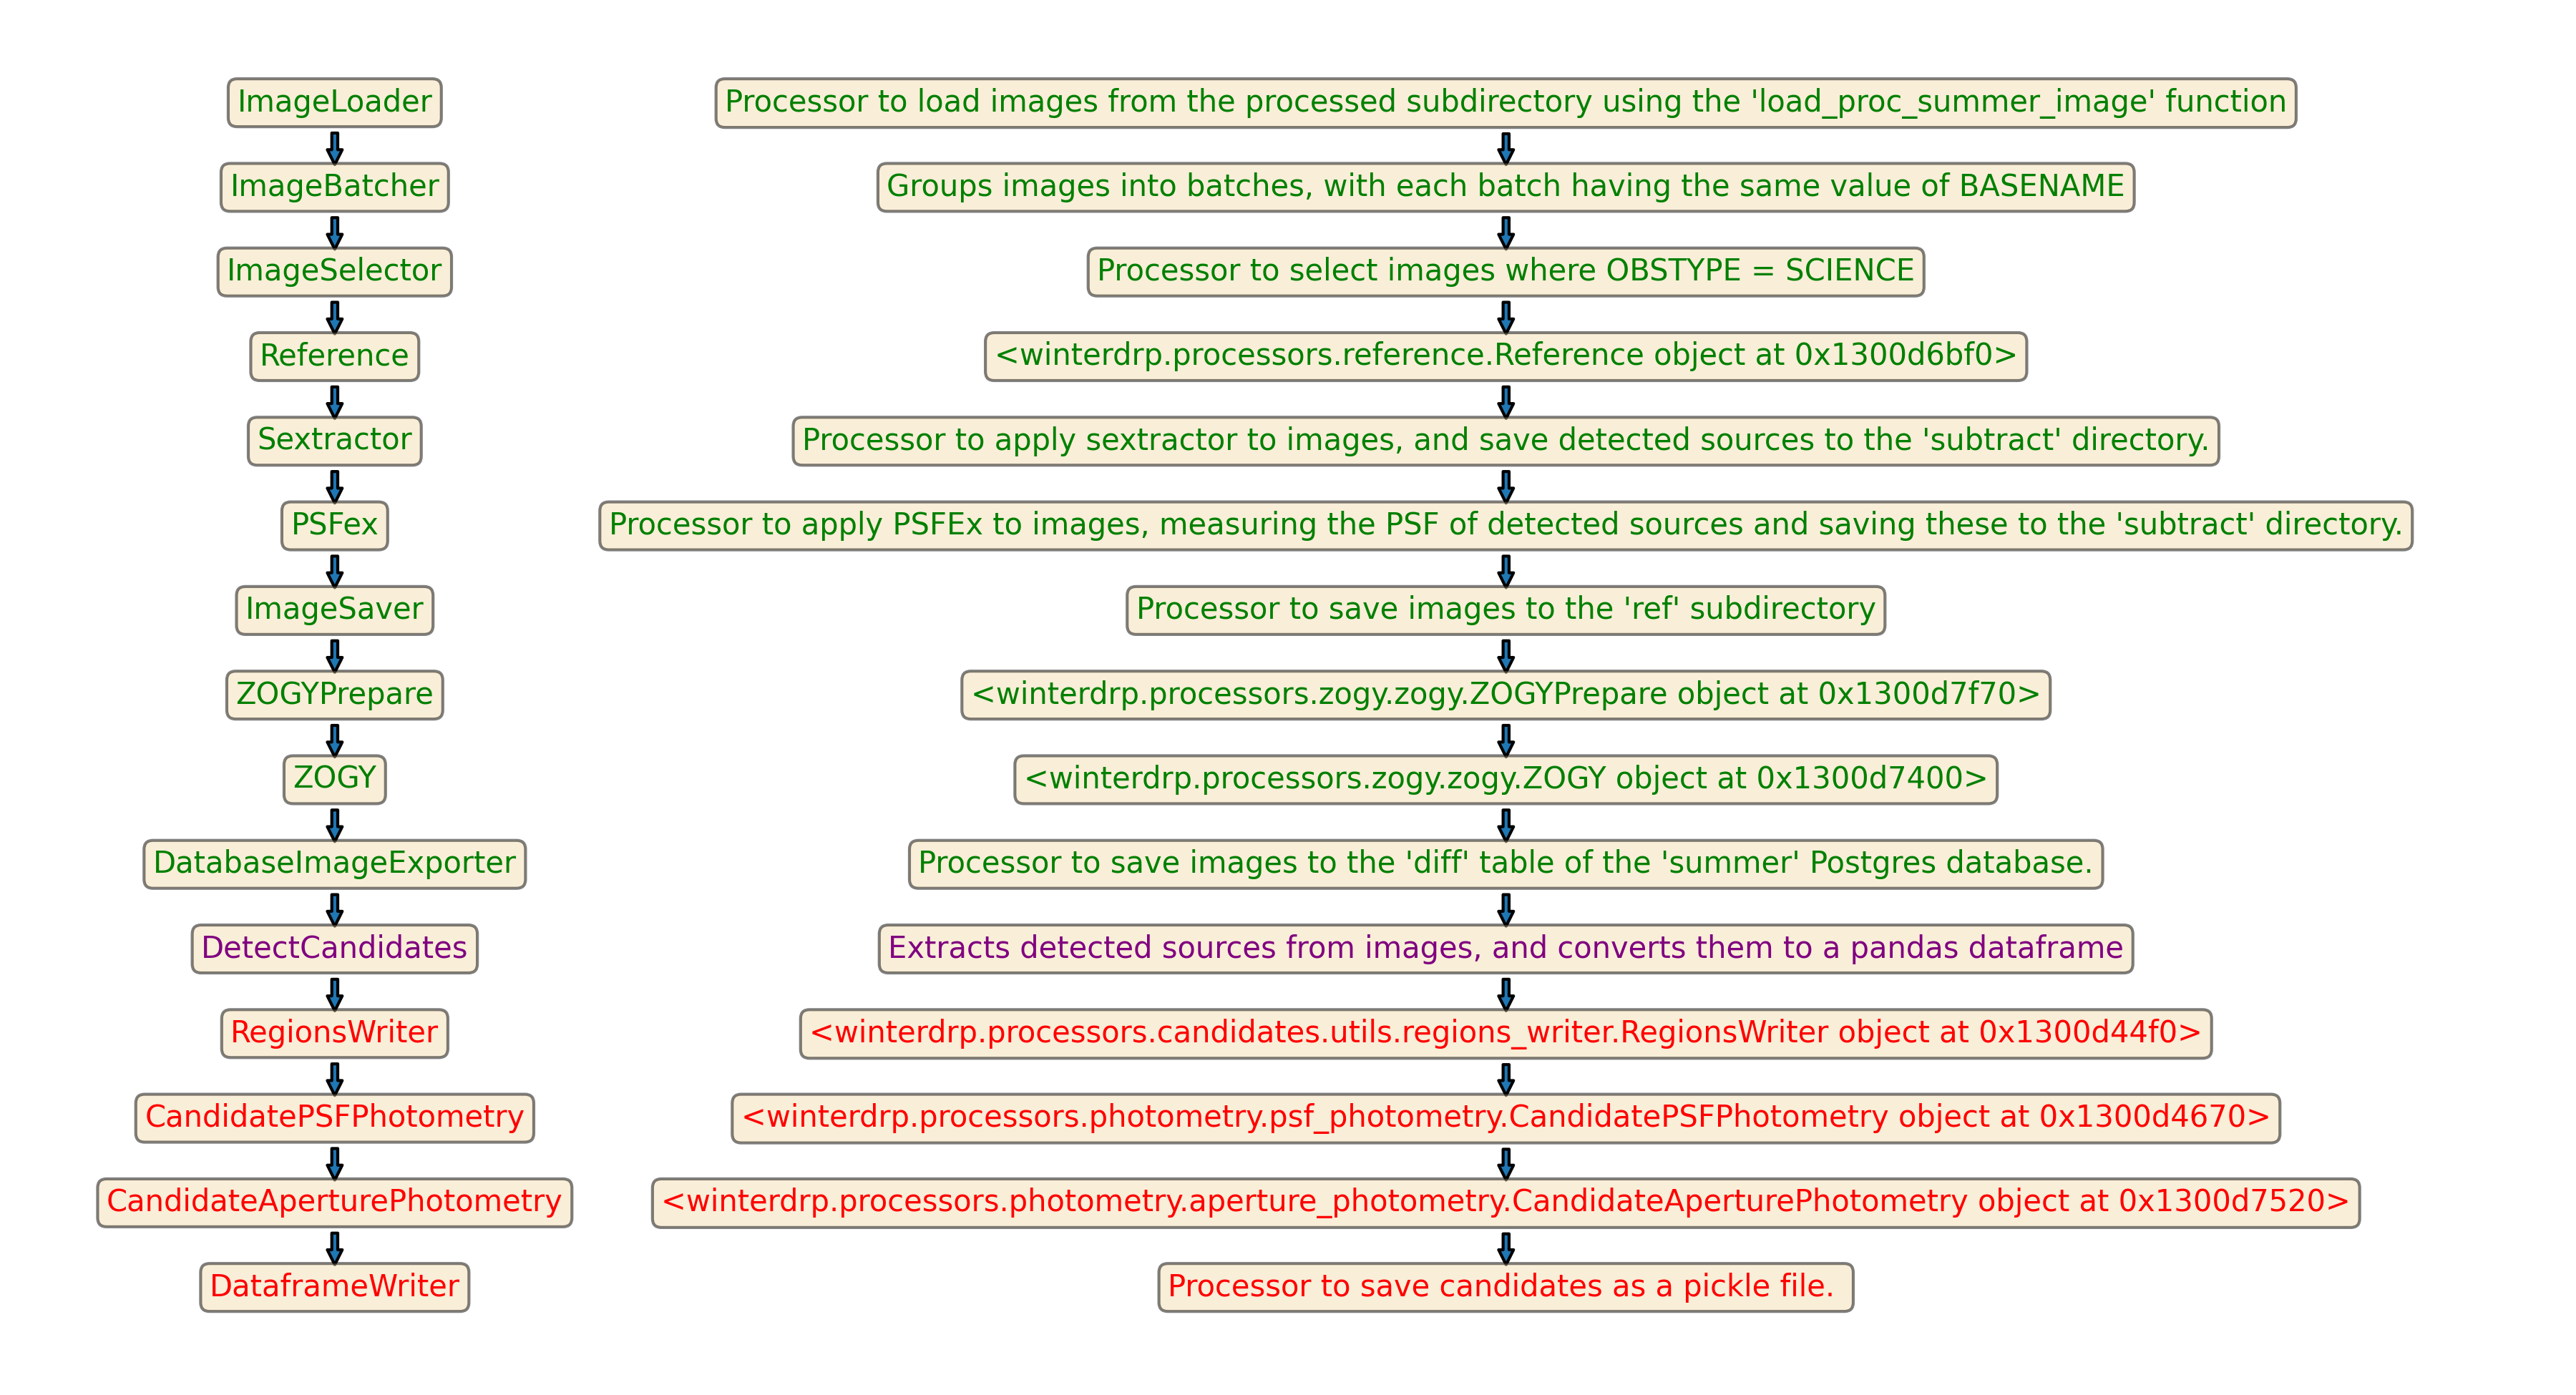 ImageLoader
Processor to load images from the processed subdirectory using the 'load_proc_summer_image' function
ImageBatcher
Groups images into batches, with each batch having the same value of BASENAME
ImageSelector
Processor to select images where OBSTYPE = SCIENCE
Reference
<winterdrp.processors.reference.Reference object at 0x1300d6bf0>
Sextractor
Processor to apply sextractor to images, and save detected sources to the 'subtract' directory.
PSFex
Processor to apply PSFEx to images, measuring the PSF of detected sources and saving these to the 'subtract' directory.
ImageSaver
Processor to save images to the 'ref' subdirectory
ZOGYPrepare
<winterdrp.processors.zogy.zogy.ZOGYPrepare object at 0x1300d7f70>
ZOGY
<winterdrp.processors.zogy.zogy.ZOGY object at 0x1300d7400>
DatabaseImageExporter
Processor to save images to the 'diff' table of the 'summer' Postgres database.
DetectCandidates
Extracts detected sources from images, and converts them to a pandas dataframe
RegionsWriter
<winterdrp.processors.candidates.utils.regions_writer.RegionsWriter object at 0x1300d44f0>
CandidatePSFPhotometry
<winterdrp.processors.photometry.psf_photometry.CandidatePSFPhotometry object at 0x1300d4670>
CandidateAperturePhotometry
<winterdrp.processors.photometry.aperture_photometry.CandidateAperturePhotometry object at 0x1300d7520>
DataframeWriter
Processor to save candidates as a pickle file.